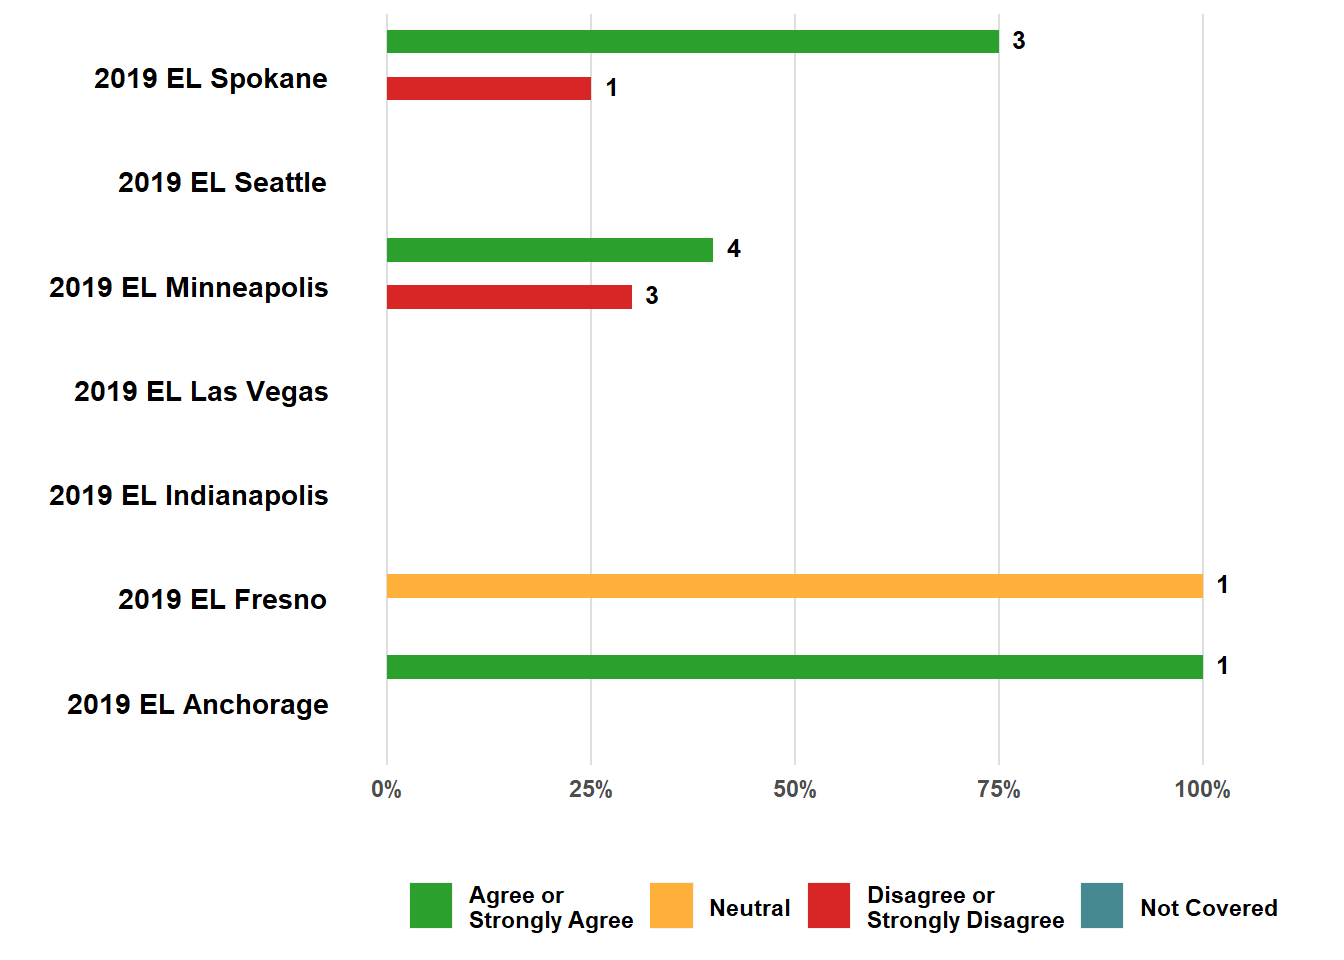 3
2019 EL Spokane
1
2019 EL Seattle
4
2019 EL Minneapolis
3
2019 EL Las Vegas
2019 EL Indianapolis
1
2019 EL Fresno
1
2019 EL Anchorage
0% 25% 50% 75% 100%
Agree or
Strongly Agree
Neutral
Disagree or
Strongly Disagree
Not Covered